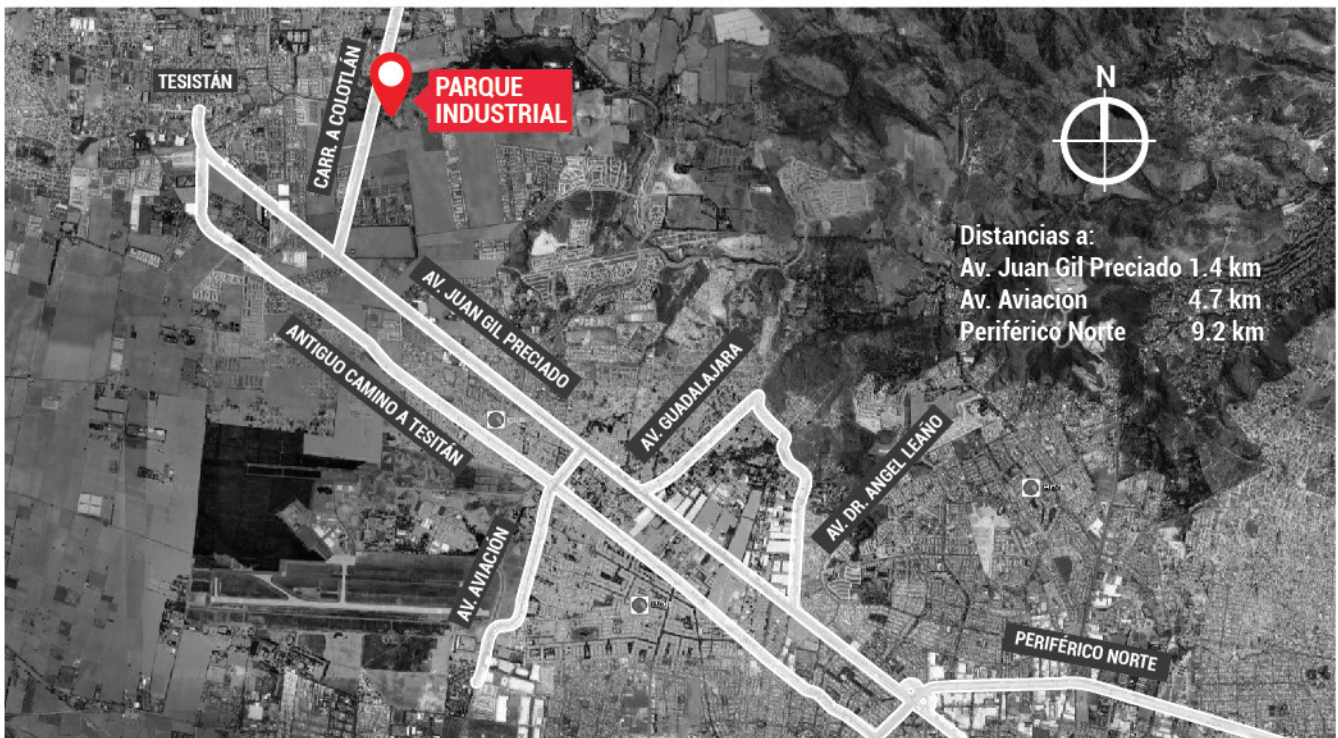 TESISTÁN
CARR. A COLOTLÁN
PARQUE
INDUSTRIAL
N
Distancias a:
Av. Juan Gil Preciado 1.4 km
Av. Aviacion 4.7 km
Periférico Norte 9.2 km
AV. JUAN GIL PRECIADO
ANTIGUO CAMINO A TESITÁN
AV. GUADALAJARA
AV. DR. ANGEL LEAÑO
AV. AVIACIÓN
PERIFÉRICO NORTE